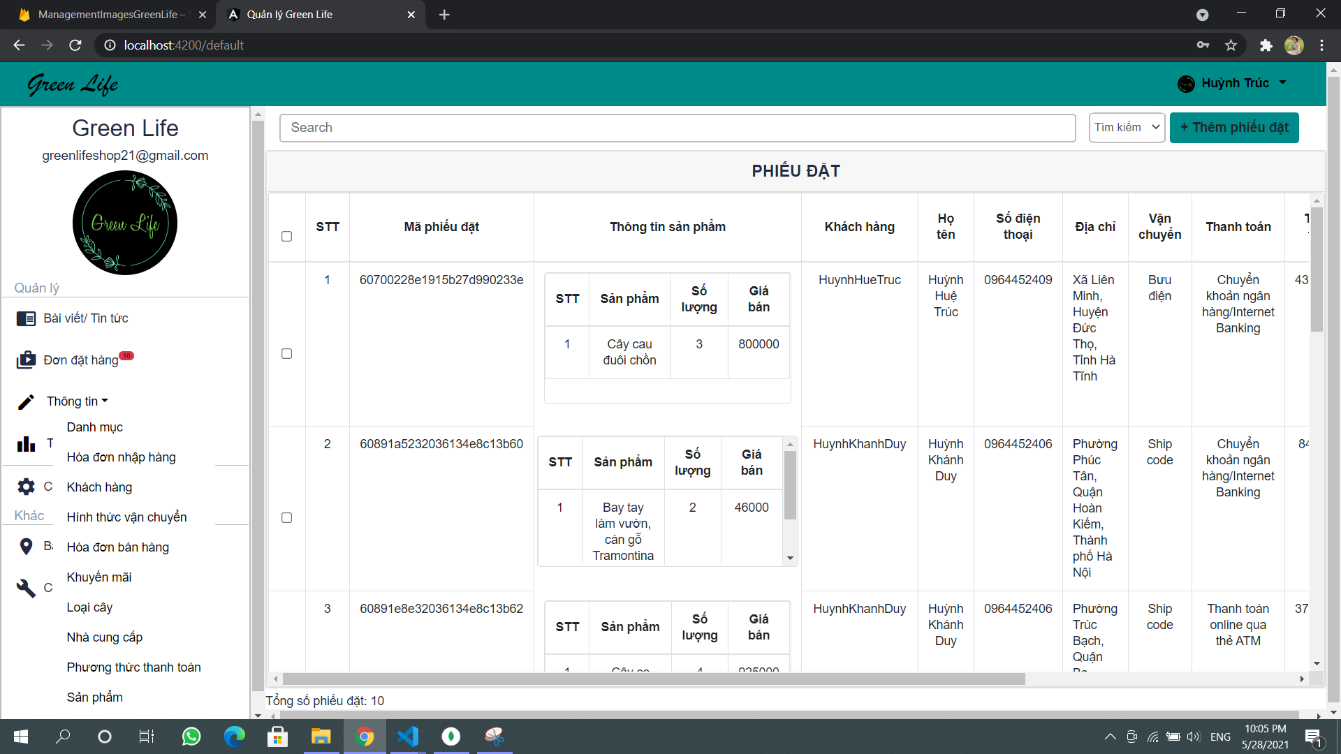 ManagementImagesGreenLife –
Quản lý Green Life
localhost:4200/default
Green Life
Huỳnh Trúc
Green Life
greenlifeshop21@gmail.com
Green Life
Quản lý
Bài viết/ Tin tức
Đơn đặt hàng 10
Thông tin
Danh mục
Hóa đơn nhập hàng
Khách hàng
Hình thức vận chuyển
Khác
Hóa đơn bán hàng
Khuyến mãi
Loại cây
Nhà cung cấp
Phương thức thanh toán
Sản phẩm
Search
Tìm kiếm
+ Thêm phiếu đặt
PHIẾU ĐẶT
STT Mã phiếu đặt Thông tin sản phẩm Khách hàng Họ tên Số điện thoại Địa chỉ Vận chuyển Thanh toán
1 60700228e1915b27d990233e
STT Sản phẩm Số lượng Giá bán
1 Cây cau đuôi chồn 3 800000
HuynhHueTruc Huỳnh Huệ Trúc 0964452409 Xã Liên Minh, Huyện Đức Thọ, Tỉnh Hà Tĩnh Bưu điện Chuyển khoản ngân hàng/Internet Banking 43
2 60891a5232036134e8c13b60
STT Sản phẩm Số lượng Giá bán
1 Bay tay làm vườn, cán gỗ Tramontina 2 46000
HuynhKhanhDuy Huỳnh Khánh Duy 0964452406 Phường Phúc Tân, Quận Hoàn Kiếm, Thành phố Hà Nội Ship code Chuyển khoản ngân hàng/Internet Banking 84
3 60891e8e32036134e8c13b62
STT Sản phẩm Số lượng Giá bán
HuynhKhanhDuy Huỳnh Khánh Duy 0964452406 Phường Trúc Bạch, Quận Ship code Thanh toán online qua thẻ ATM 37
Tổng số phiếu đặt: 10
ENG
10:05 PM
5/28/2021
1